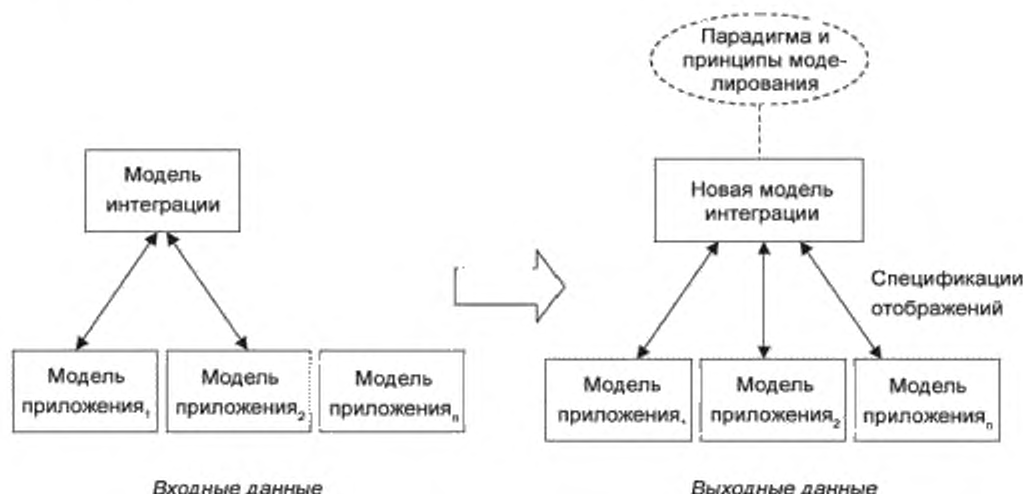 Парадигма и
принципы моде-
лирования
Модель
интеграции
Новая модель
интеграции
Спецификации
отображений
Модель
приложения₁
Модель
приложения₂
Модель
приложенияₙ
Модель
приложения
Модель
приложения₂
Модель
приложенияₙ
Входные данные
Выходные данные